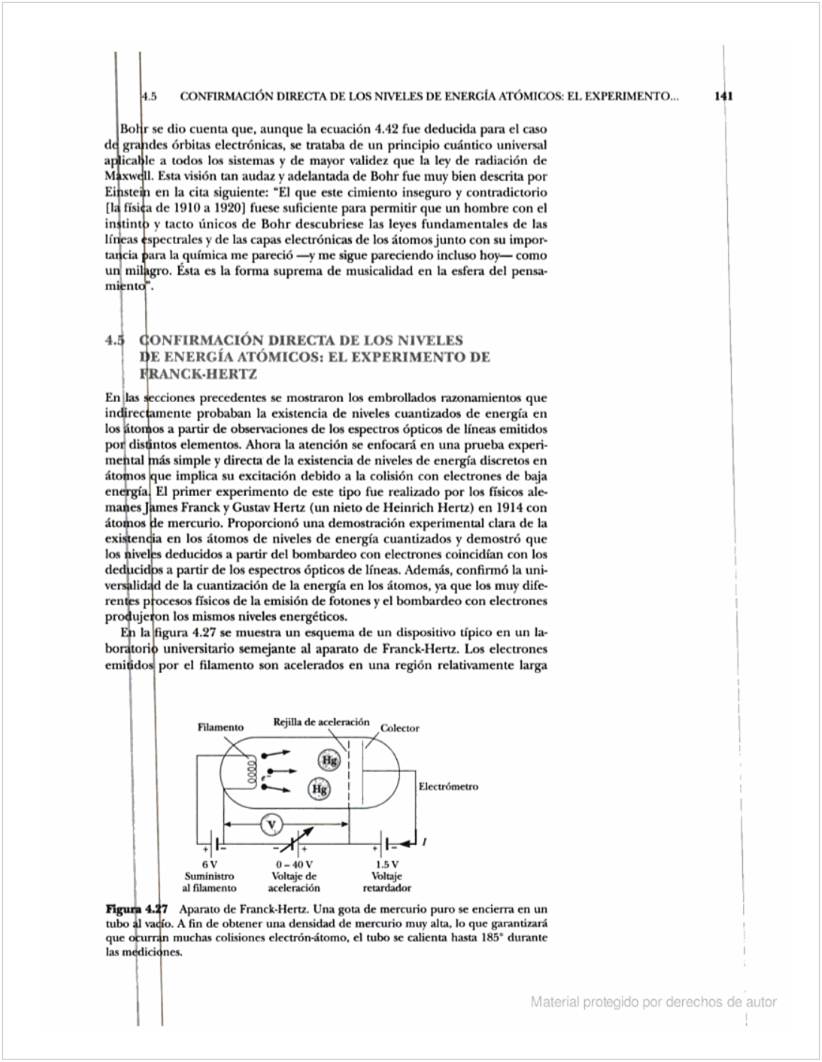 4.5 CONFIRMACIÓN DIRECTA DE LOS NIVELES DE ENERGÍA ATÓMICOS: EL EXPERIMENTO... 141
Bohr se dio cuenta que, aunque la ecuación 4.42 fue deducida para el caso
de grandes órbitas electrónicas, se trataba de un principio cuántico universal
aplicable a todos los sistemas y de mayor validez que la ley de radiación de
Maxwell. Esta visión tan audaz y adelantada de Bohr fue muy bien descrita por
Einstein en la cita siguiente: "El que este cimiento inseguro y contradictorio
[la física de 1910 a 1920] fuese suficiente para permitir que un hombre con el
instinto y tacto únicos de Bohr descubriese las leyes fundamentales de las
líneas espectrales y de las capas electrónicas de los átomos junto con su impor-
tancia para la química me pareció —y me sigue pareciendo incluso hoy— como
un milagro. Ésta es la forma suprema de musicalidad en la esfera del pensa-
miento".
4.5 CONFIRMACIÓN DIRECTA DE LOS NIVELES
DE ENERGÍA ATÓMICOS: EL EXPERIMENTO DE
FRANCK-HERTZ
En las secciones precedentes se mostraron los embrollados razonamientos que
indirectamente probaban la existencia de niveles cuantizados de energía en
los átomos a partir de observaciones de los espectros ópticos de líneas emitidos
por distintos elementos. Ahora la atención se enfocará en una prueba experi-
mental más simple y directa de la existencia de niveles de energía discretos en
átomos que implica su excitación debido a la colisión con electrones de baja
energía. El primer experimento de este tipo fue realizado por los físicos ale-
manes James Franck y Gustav Hertz (un nieto de Heinrich Hertz) en 1914 con
átomos de mercurio. Proporcionó una demostración experimental clara de la
existencia en los átomos de niveles de energía cuantizados y demostró que
los niveles deducidos a partir del bombardeo con electrones coincidían con los
deducidos a partir de los espectros ópticos de líneas. Además, confirmó la uni-
versalidad de la cuantización de la energía en los átomos, ya que los muy dife-
rentes procesos físicos de la emisión de fotones y el bombardeo con electrones
produjeron los mismos niveles energéticos.
En la figura 4.27 se muestra un esquema de un dispositivo típico en un la-
boratorio universitario semejante al aparato de Franck-Hertz. Los electrones
emitidos por el filamento son acelerados en una región relativamente larga
Filamento Rejilla de aceleración Colector
Hg
e⁻
Hg
Electrómetro
V
+ − − + + − I
6 V 0 – 40 V 1.5 V
Suministro Voltaje de Voltaje
al filamento aceleración retardador
Figura 4.27 Aparato de Franck-Hertz. Una gota de mercurio puro se encierra en un
tubo al vacío. A fin de obtener una densidad de mercurio muy alta, lo que garantizará
que ocurran muchas colisiones electrón-átomo, el tubo se calienta hasta 185° durante
las mediciones.
Material protegido por derechos de autor